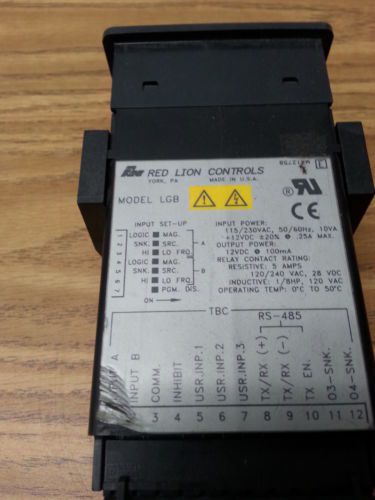 RED LION CONTROLS
YORK, PA MADE IN U.S.A.
MODEL LGB
INPUT SET-UP
1 LOGIC MAG.
2 SNK. SRC. A
3 HI LO FRQ
4 LOGIC MAG.
5 SNK. SRC. B
6 HI LO FRQ
7 PGM. DIS.
ON
INPUT POWER:
115/230VAC, 50/60Hz, 10VA
+12VDC ±20% @ .25A MAX.
OUTPUT POWER:
12VDC @ 100mA
RELAY CONTACT RATING:
RESISTIVE: 5 AMPS
120/240 VAC, 28 VDC
INDUCTIVE: 1/8HP, 120 VAC
OPERATING TEMP: 0°C TO 50°C
E
CE
TBC
RS-485
A
INPUT B
COMM.
INHIBIT
USR.INP.1
USR.INP.2
USR.INP.3
TX/RX (+)
TX/RX (-)
TX EN.
O3-SNK.
O4-SNK.
3 4 5 6 7 8 9 10 11 12